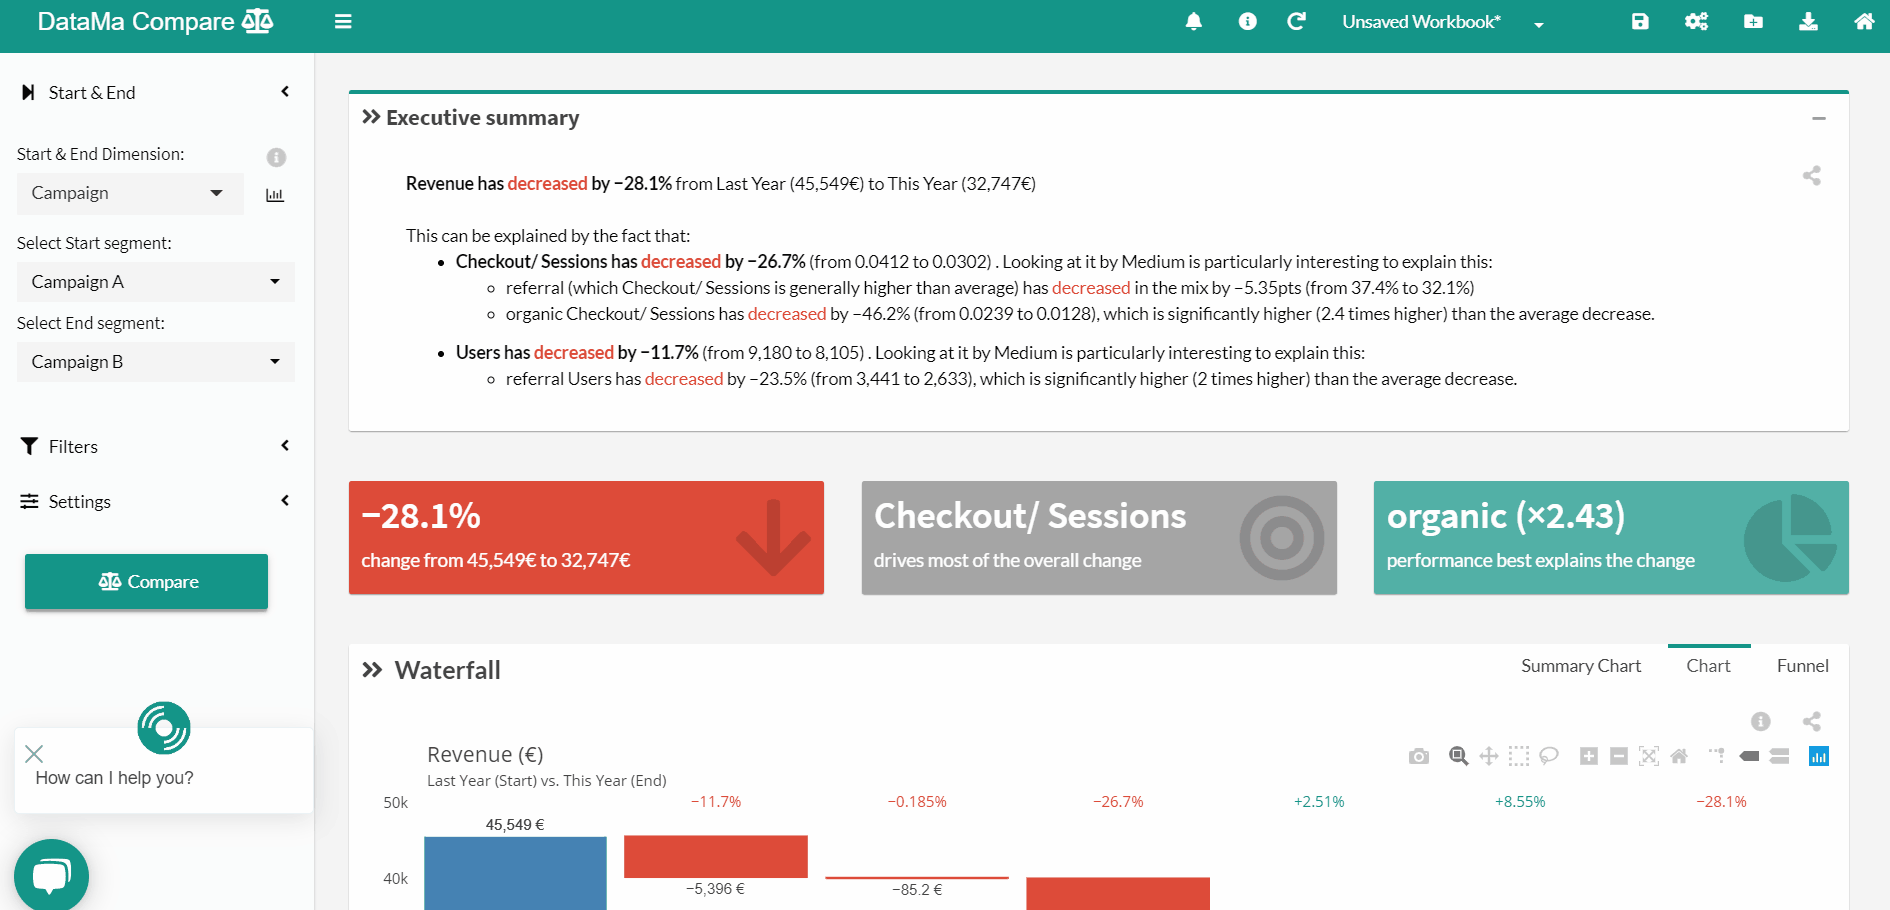 DataMa Compare
Unsaved Workbook*
Start & End
Start & End Dimension:
Campaign
Select Start segment:
Campaign A
Select End segment:
Campaign B
Filters
Settings
Compare
How can I help you?
Executive summary
Revenue has decreased by −28.1% from Last Year (45,549€) to This Year (32,747€)
This can be explained by the fact that:
Checkout/ Sessions has decreased by −26.7% (from 0.0412 to 0.0302) . Looking at it by Medium is particularly interesting to explain this:
referral (which Checkout/ Sessions is generally higher than average) has decreased in the mix by −5.35pts (from 37.4% to 32.1%)
organic Checkout/ Sessions has decreased by −46.2% (from 0.0239 to 0.0128), which is significantly higher (2.4 times higher) than the average decrease.
Users has decreased by −11.7% (from 9,180 to 8,105) . Looking at it by Medium is particularly interesting to explain this:
referral Users has decreased by −23.5% (from 3,441 to 2,633), which is significantly higher (2 times higher) than the average decrease.
−28.1%
change from 45,549€ to 32,747€
Checkout/ Sessions
drives most of the overall change
organic (×2.43)
performance best explains the change
Waterfall
Summary Chart
Chart
Funnel
Revenue (€)
Last Year (Start) vs. This Year (End)
50k
−11.7%
−0.185%
−26.7%
+2.51%
+8.55%
−28.1%
45,549 €
40k
−5,396 €
−85.2 €